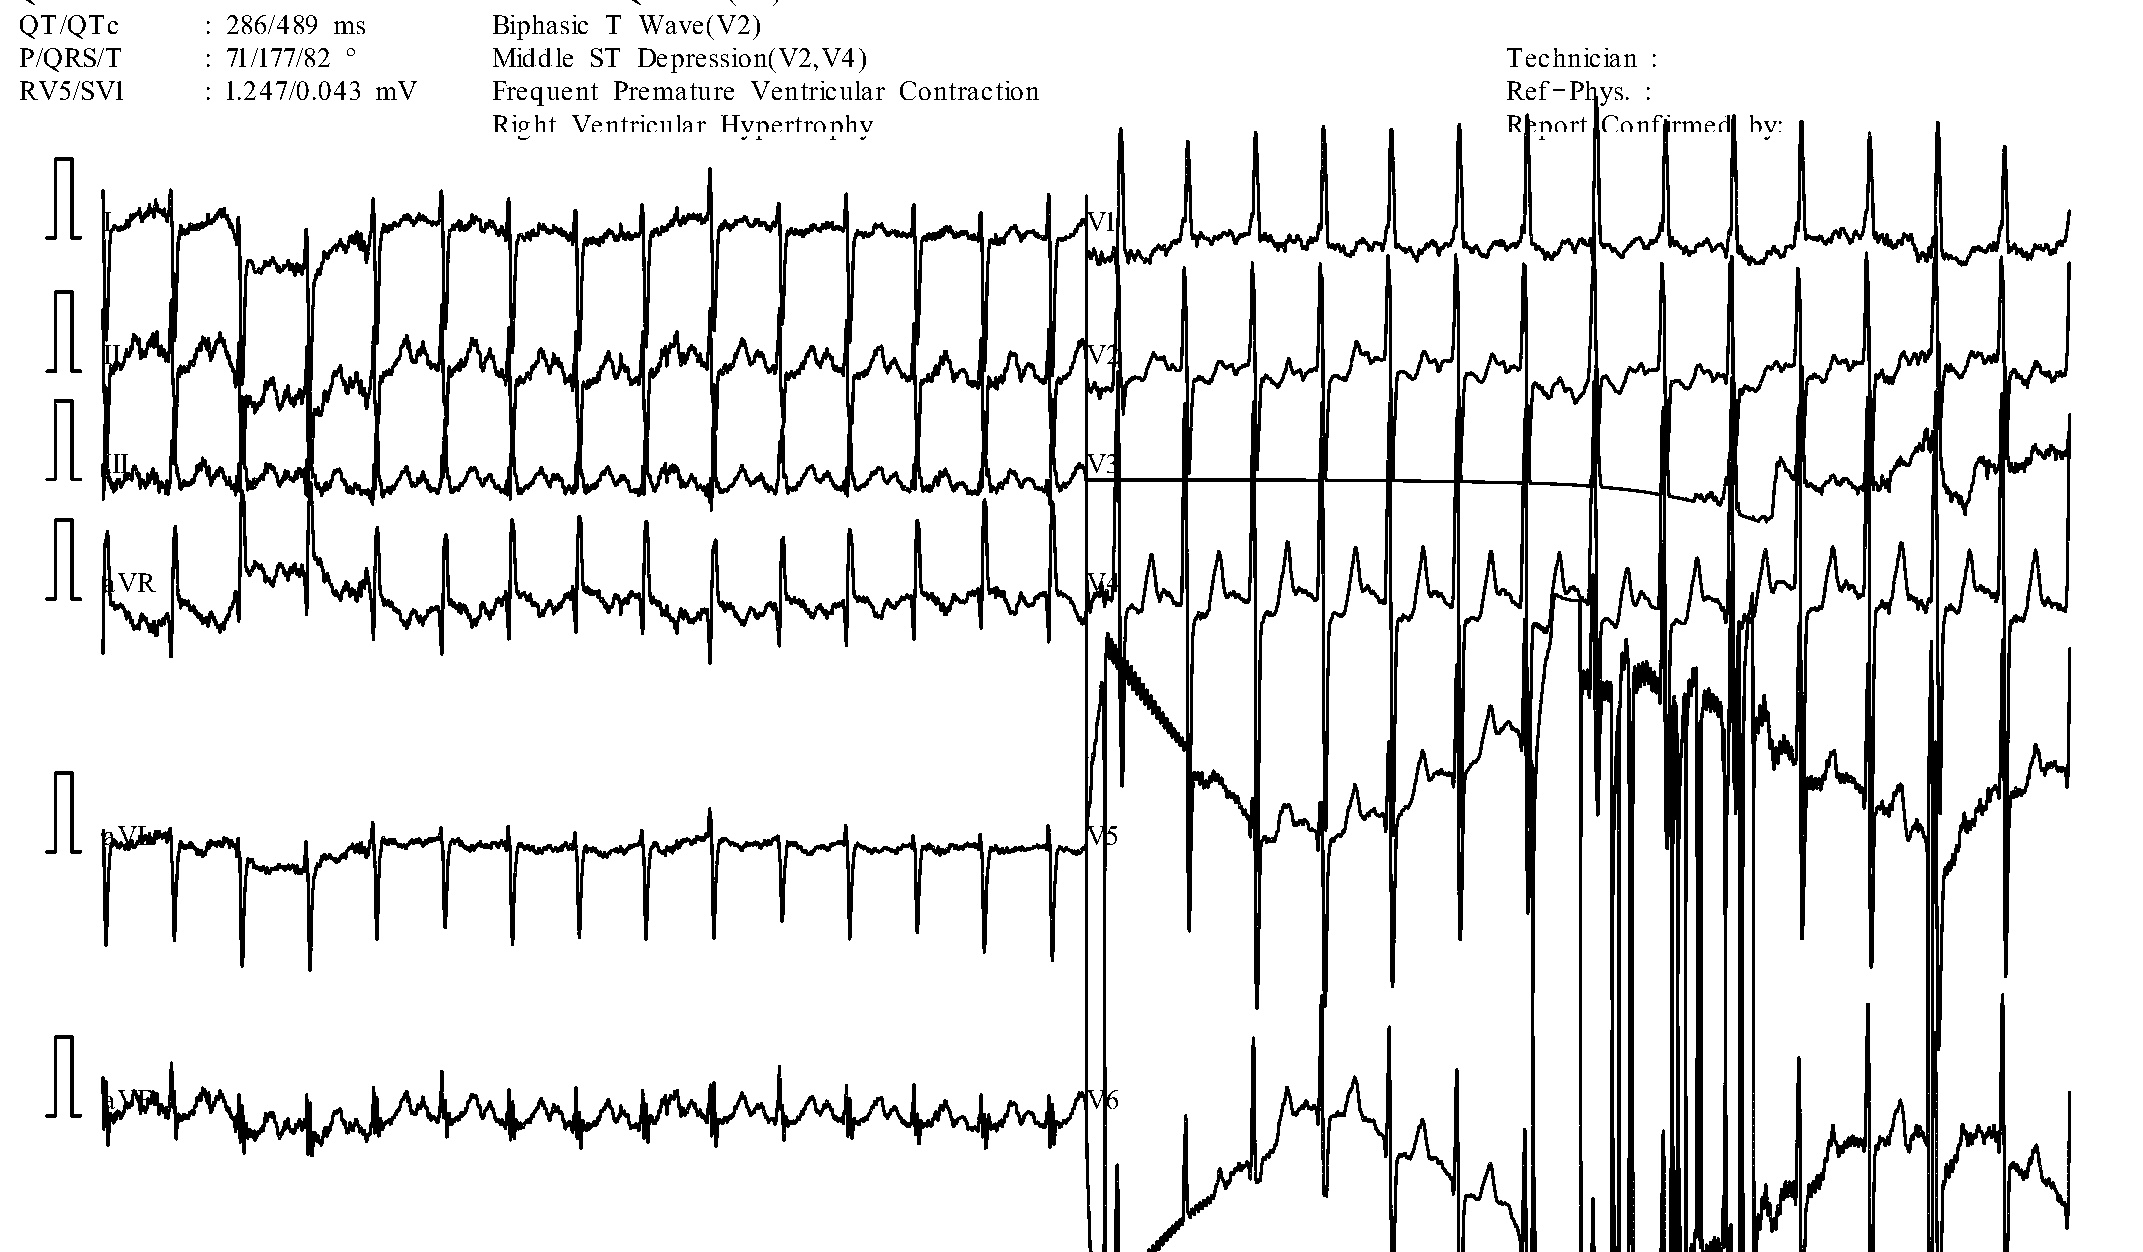 QT/QTc : 286/489 ms
P/QRS/T : 71/177/82 °
RV5/SV1 : 1.247/0.043 mV
Biphasic T Wave(V2)
Middle ST Depression(V2,V4)
Frequent Premature Ventricular Contraction
Right Ventricular Hypertrophy
Technician :
Ref-Phys. :
Report Confirmed by:
I
II
III
aVR
aVL
aVF
V1
V2
V3
V4
V5
V6